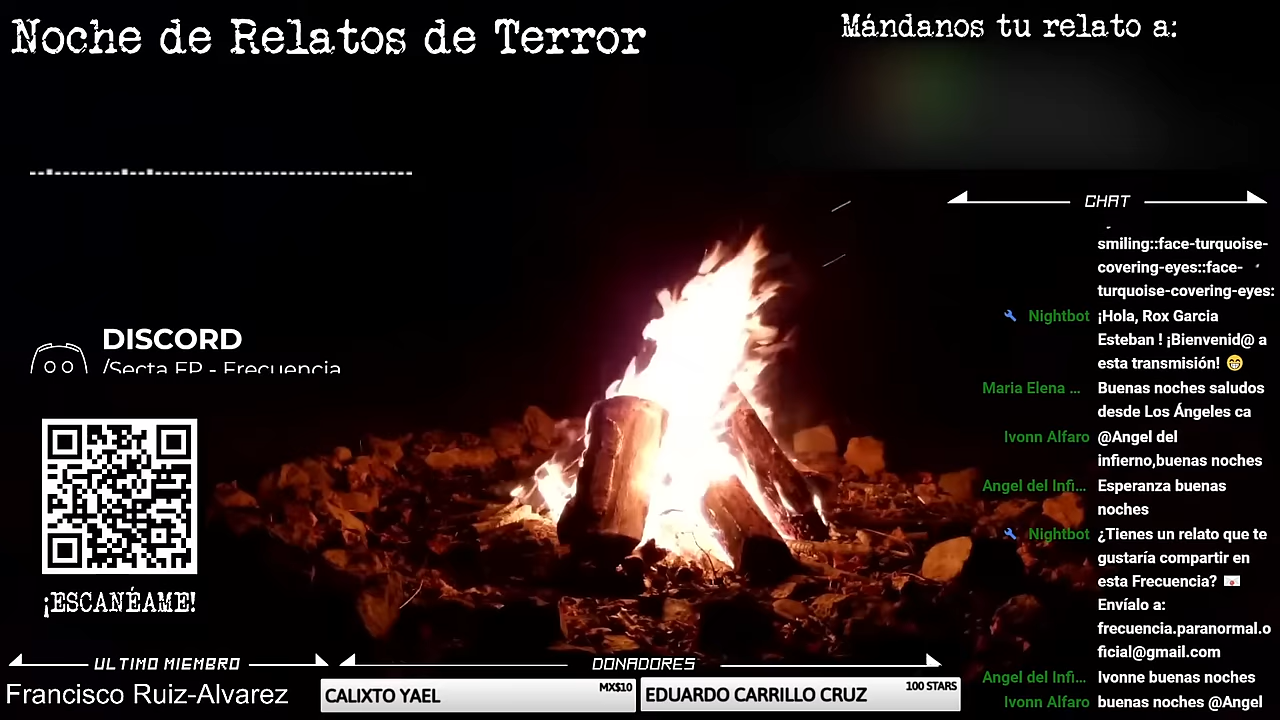 Noche de Relatos de Terror
Mándanos tu relato a:
DISCORD
/Secta FP - Frecuencia
¡ESCANÉAME!
ULTIMO MIEMBRO
Francisco Ruiz-Alvarez
DONADORES
CALIXTO YAEL MX$10
EDUARDO CARRILLO CRUZ 100 STARS
CHAT
smiling::face-turquoise-
covering-eyes::face-
turquoise-covering-eyes:
Nightbot ¡Hola, Rox Garcia
Esteban ! ¡Bienvenid@ a
esta transmisión! 😁
Maria Elena ... Buenas noches saludos
desde Los Ángeles ca
Ivonn Alfaro @Angel del
infierno,buenas noches
Angel del Infi... Esperanza buenas
noches
Nightbot ¿Tienes un relato que te
gustaría compartir en
esta Frecuencia? 💌
Envíalo a:
frecuencia.paranormal.o
ficial@gmail.com
Angel del Infi... Ivonne buenas noches
Ivonn Alfaro buenas noches @Angel